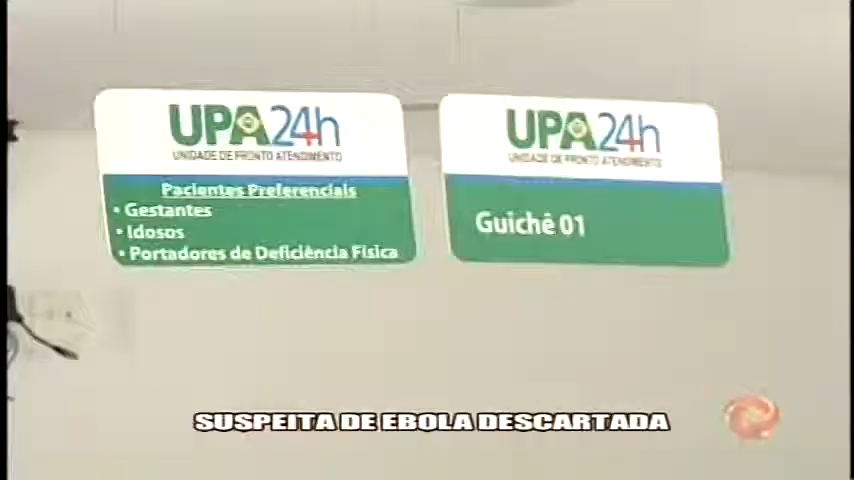 UPA24h
UNIDADE DE PRONTO ATENDIMENTO
Pacientes Preferenciais
• Gestantes
• Idosos
• Portadores de Deficiência Física
UPA24h
UNIDADE DE PRONTO ATENDIMENTO
Guichê 01
SUSPEITA DE EBOLA DESCARTADA